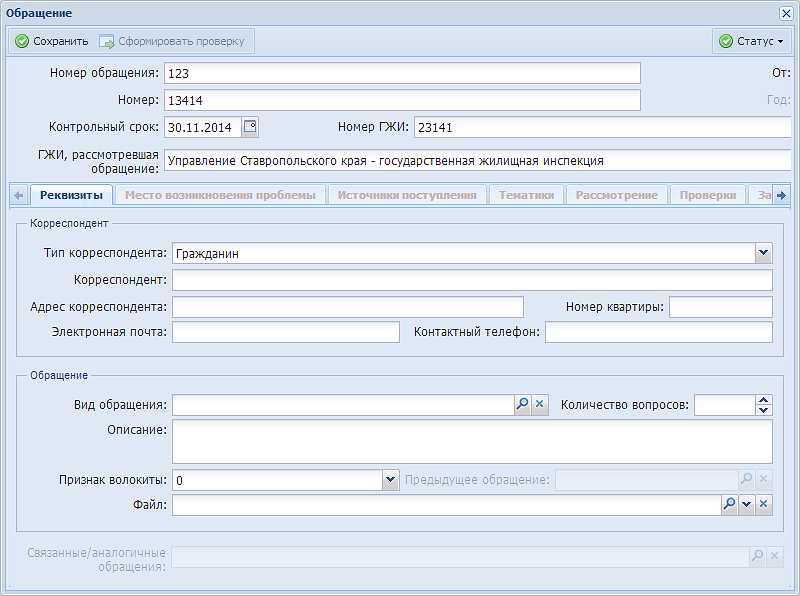 Обращение
Сохранить Сформировать проверку Статус
Номер обращения: 123 От:
Номер: 13414 Год:
Контрольный срок: 30.11.2014 Номер ГЖИ: 23141
ГЖИ, рассмотревшая
обращение: Управление Ставропольского края - государственная жилищная инспекция
Реквизиты Место возникновения проблемы Источники поступления Тематики Рассмотрение Проверки За
Корреспондент
Тип корреспондента: Гражданин
Корреспондент:
Адрес корреспондента: Номер квартиры:
Электронная почта: Контактный телефон:
Обращение
Вид обращения: Количество вопросов:
Описание:
Признак волокиты: 0 Предыдущее обращение:
Файл:
Связанные/аналогичные
обращения: